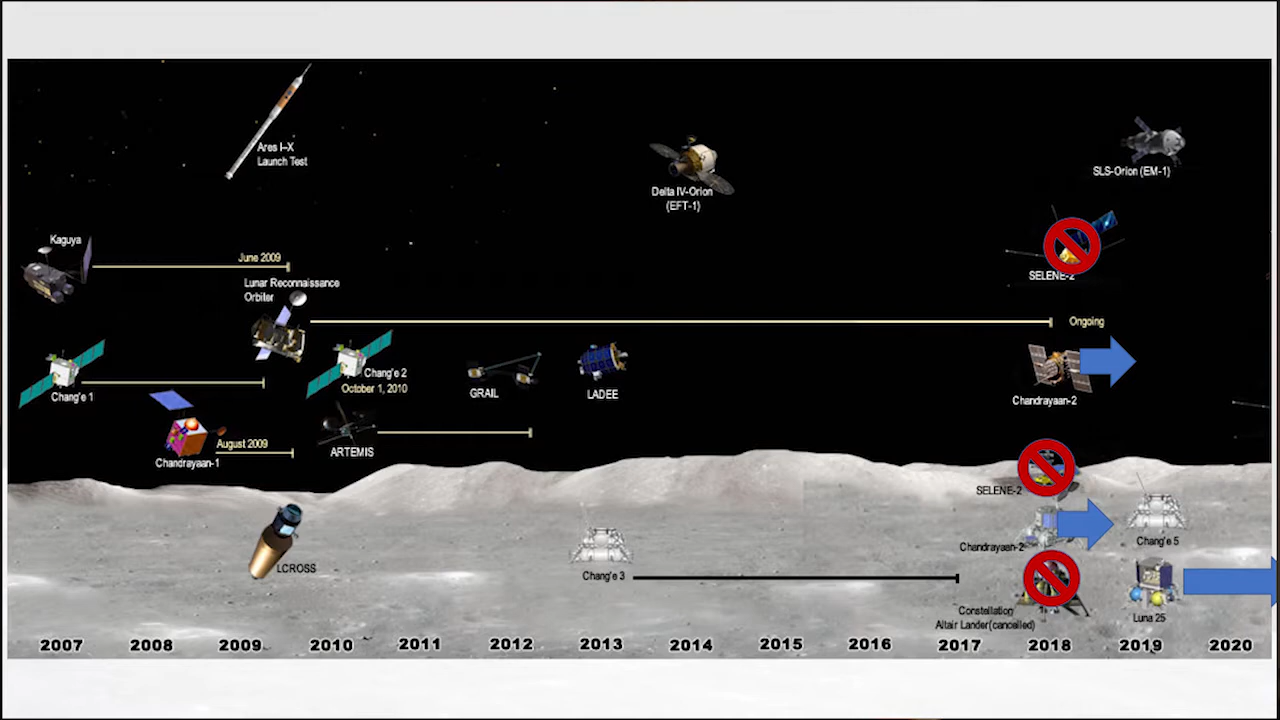 Ares I–X
Launch Test
Delta IV-Orion
(EFT-1)
SLS-Orion (EM-1)
Kaguya
June 2009
SELENE-2
Lunar Reconnaissance
Orbiter
Ongoing
Chang'e 1
Chang'e 2
October 1, 2010
GRAIL
LADEE
Chandrayaan-2
August 2009
Chandrayaan-1
ARTEMIS
SELENE-2
LCROSS
Chang'e 3
Chandrayaan-2
Chang'e 5
Constellation
Altair Lander(cancelled)
Luna 25
2007 2008 2009 2010 2011 2012 2013 2014 2015 2016 2017 2018 2019 2020